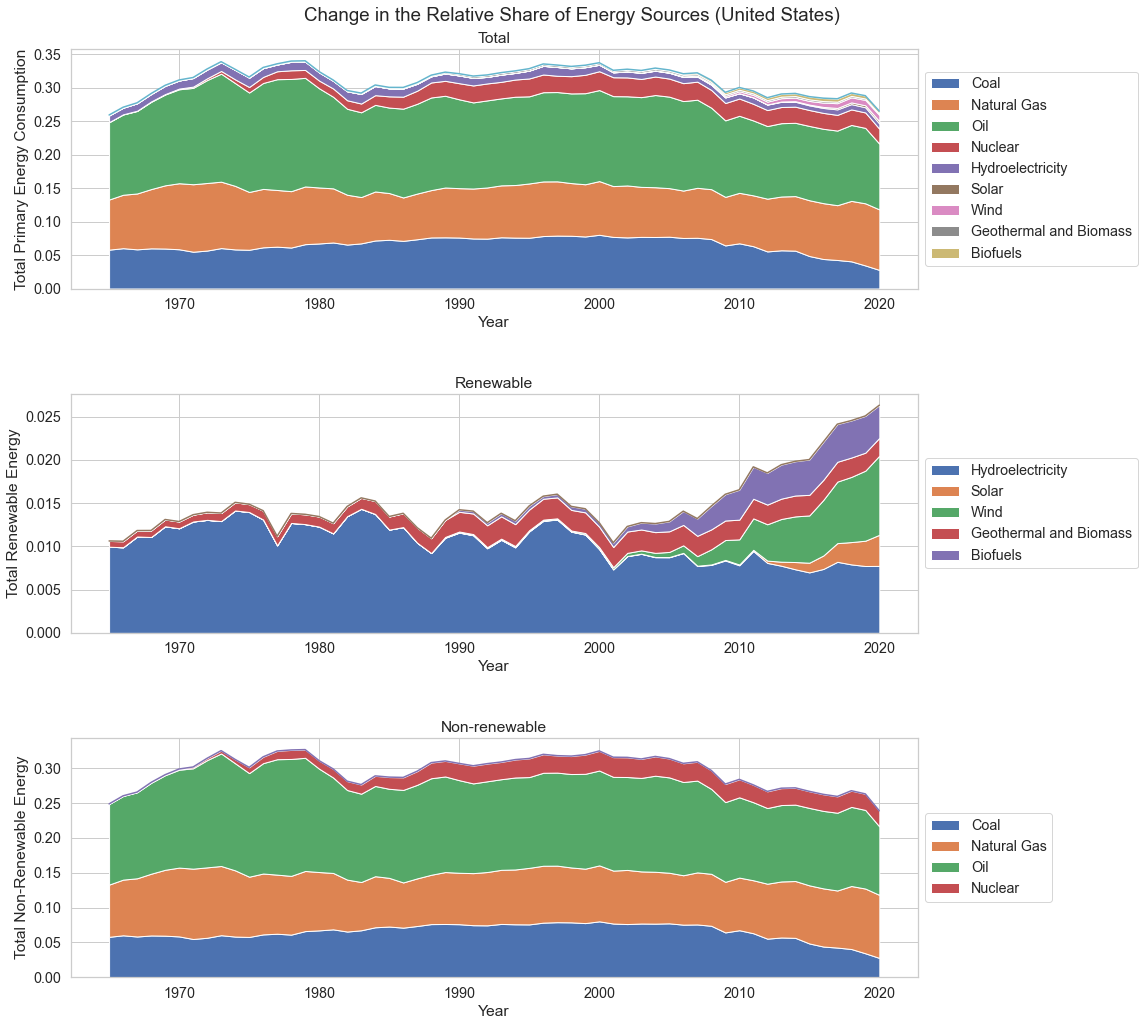 Change in the Relative Share of Energy Sources (United States)
Total
Total Primary Energy Consumption
0.35
0.30
0.25
0.20
0.15
0.10
0.05
0.00
1970 1980 1990 2000 2010 2020
Year
Coal
Natural Gas
Oil
Nuclear
Hydroelectricity
Solar
Wind
Geothermal and Biomass
Biofuels
Renewable
Total Renewable Energy
0.025
0.020
0.015
0.010
0.005
0.000
1970 1980 1990 2000 2010 2020
Year
Hydroelectricity
Solar
Wind
Geothermal and Biomass
Biofuels
Non-renewable
Total Non-Renewable Energy
0.30
0.25
0.20
0.15
0.10
0.05
0.00
1970 1980 1990 2000 2010 2020
Year
Coal
Natural Gas
Oil
Nuclear